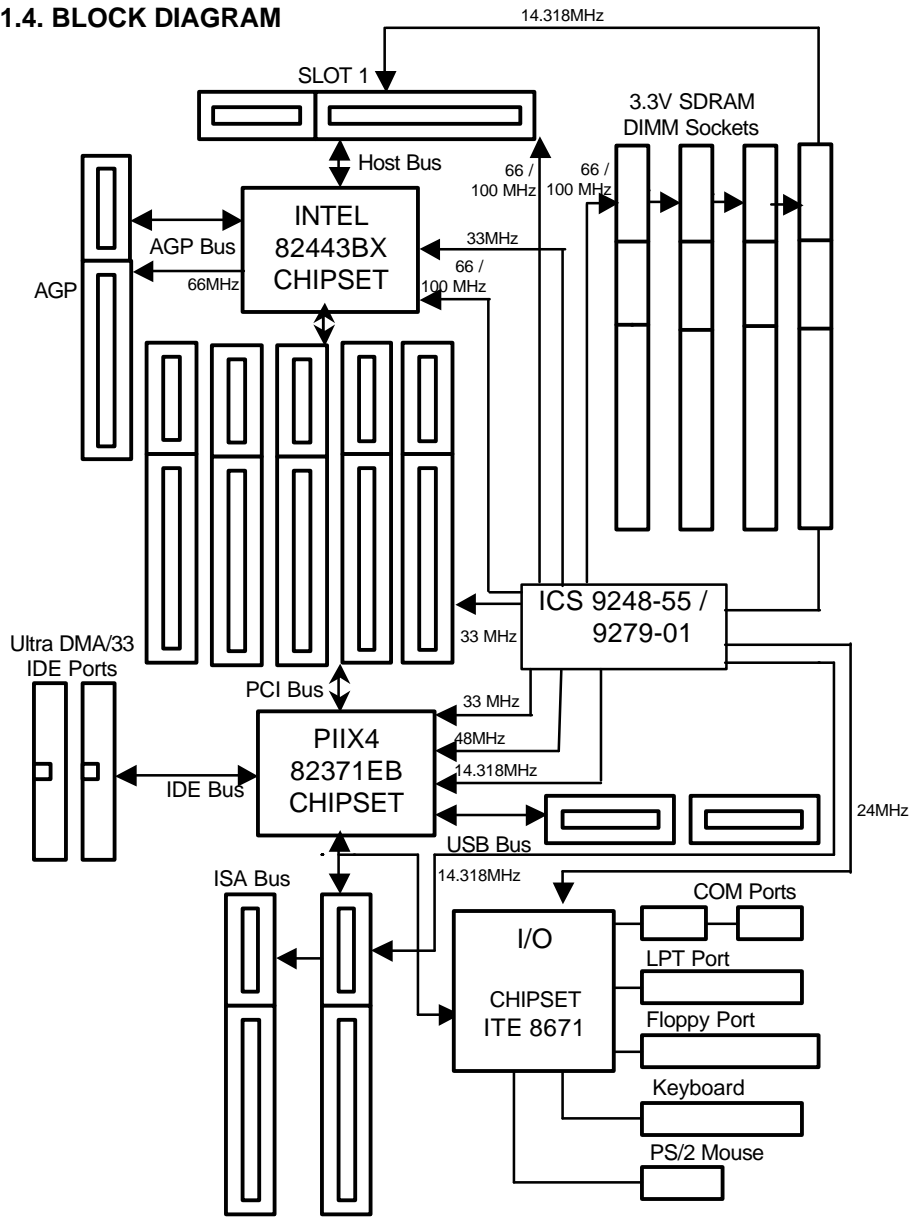 1.4. BLOCK DIAGRAM
14.318MHz
SLOT 1
3.3V SDRAM
DIMM Sockets
Host Bus
66 /
100 MHz
66 /
100 MHz
INTEL
82443BX
CHIPSET
AGP Bus
33MHz
66 /
100 MHz
66MHz
AGP
ICS 9248-55 /
9279-01
33 MHz
Ultra DMA/33
IDE Ports
PCI Bus
33 MHz
48MHz
14.318MHz
PIIX4
82371EB
CHIPSET
IDE Bus
24MHz
USB Bus
14.318MHz
ISA Bus
COM Ports
I/O
CHIPSET
ITE 8671
LPT Port
Floppy Port
Keyboard
PS/2 Mouse